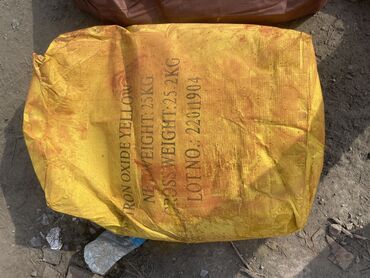 IRON OXIDE YELLOW
NET WEIGHT:25KG
GROSS WEIGHT:25.2KG
LOT NO.: 22011904